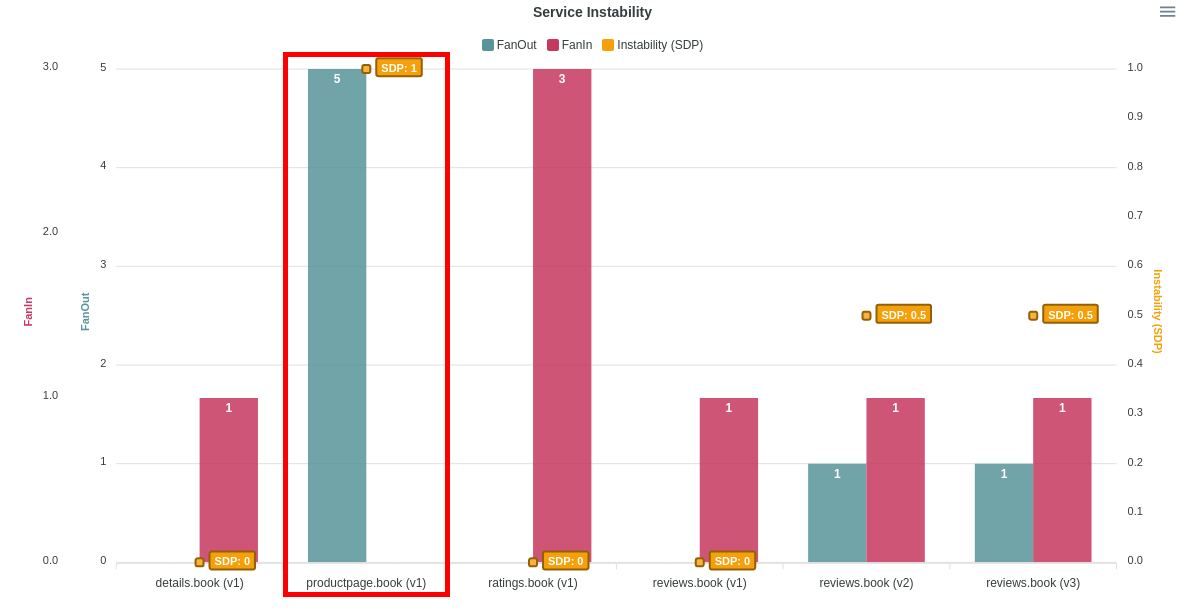 Service Instability
FanOut FanIn Instability (SDP)
3.0
2.0
1.0
0.0
FanIn
5
4
3
2
1
0
FanOut
1
SDP: 0
5
SDP: 1
3
SDP: 0
1
SDP: 0
1
1
SDP: 0.5
1
1
SDP: 0.5
1.0
0.9
0.8
0.7
0.6
0.5
0.4
0.3
0.2
0.1
0.0
Instability (SDP)
details.book (v1) productpage.book (v1) ratings.book (v1) reviews.book (v1) reviews.book (v2) reviews.book (v3)